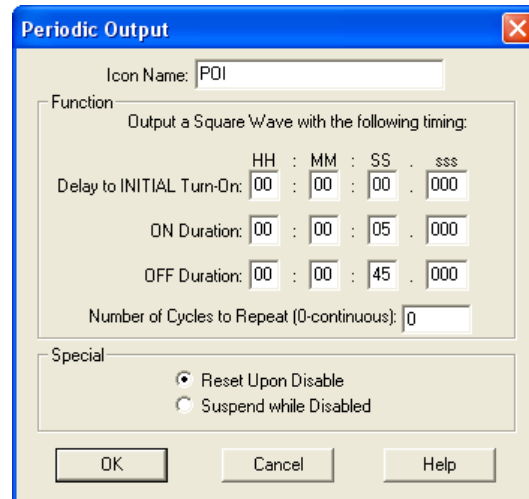 Periodic Output
Icon Name: POI
Function
Output a Square Wave with the following timing:
HH : MM : SS . sss
Delay to INITIAL Turn-On: 00 : 00 : 00 . 000
ON Duration: 00 : 00 : 05 . 000
OFF Duration: 00 : 00 : 45 . 000
Number of Cycles to Repeat (0-continuous): 0
Special
Reset Upon Disable
Suspend while Disabled
OK Cancel Help